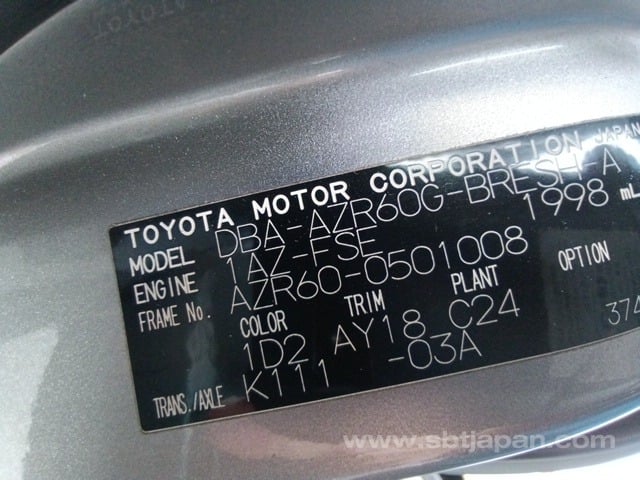 TOYOTA MOTOR CORPORATION JAPAN
MODEL DBA-AZR60G-BRESH A
ENGINE 1AZ-FSE 1998 mL
FRAME No. AZR60-0501008
COLOR TRIM PLANT OPTION
1D2 AY18 C24 374
TRANS./AXLE K111 -03A
www.sbtjapan.com